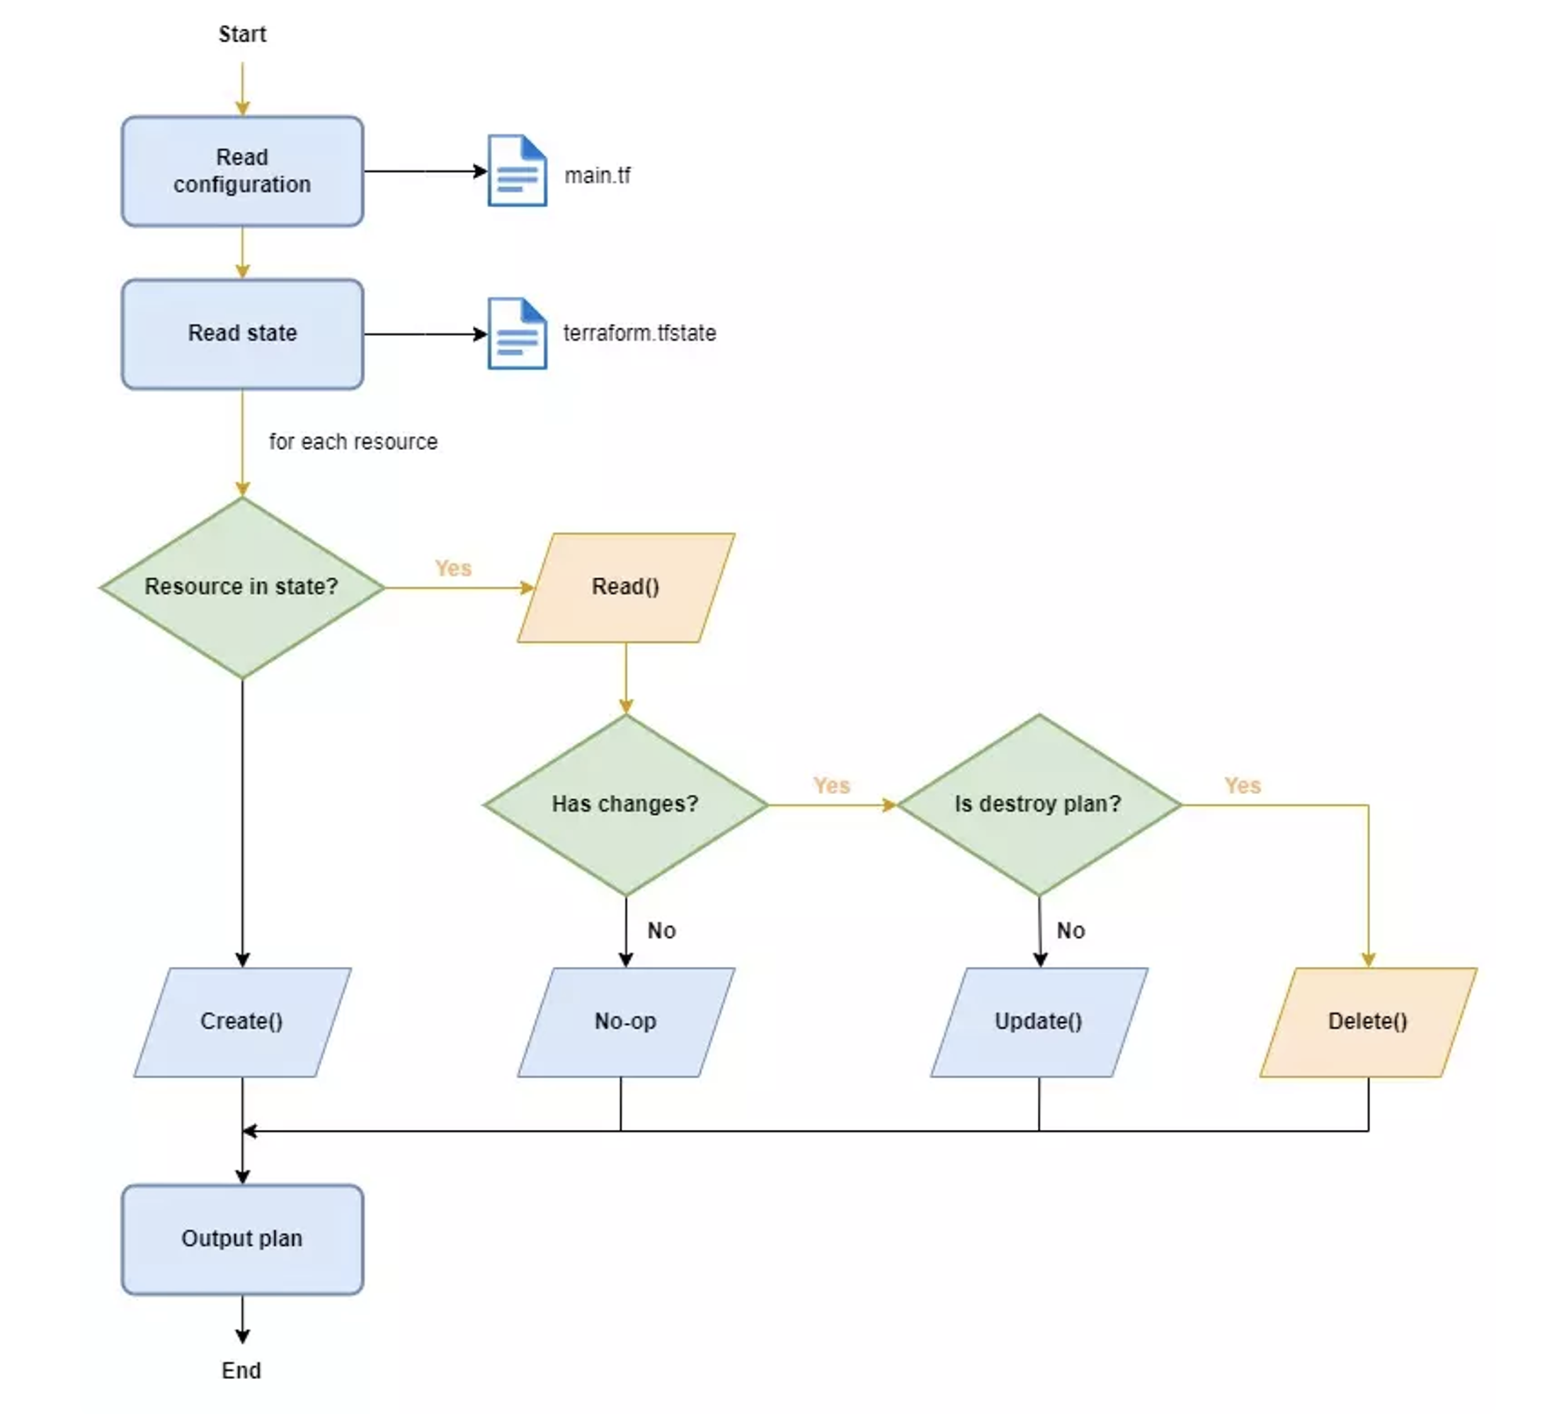 Start
Read
configuration
main.tf
Read state
terraform.tfstate
for each resource
Resource in state?
Yes
Read()
Has changes?
Yes
Is destroy plan?
Yes
No
No
Create()
No-op
Update()
Delete()
Output plan
End